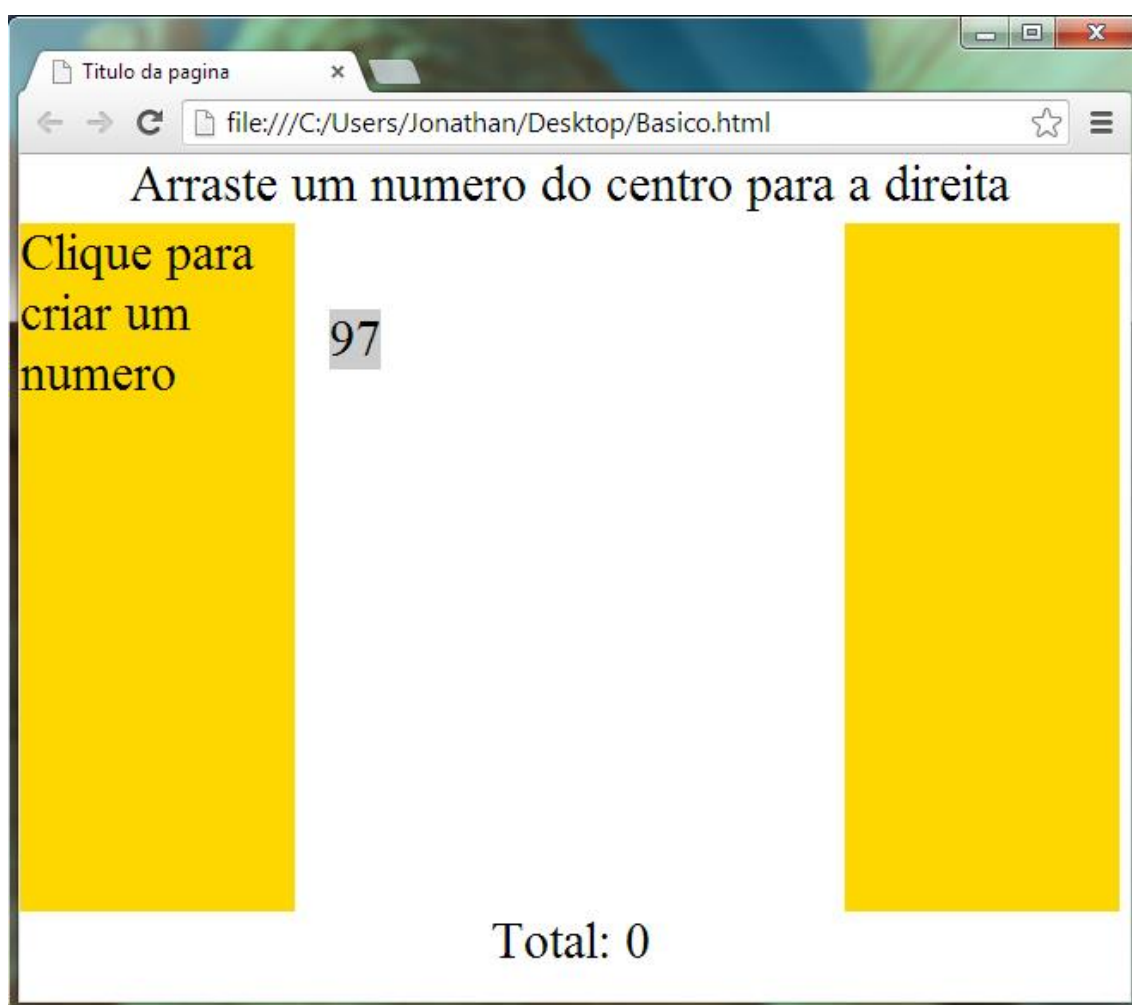 Titulo da pagina
file:///C:/Users/Jonathan/Desktop/Basico.html
Arraste um numero do centro para a direita
Clique para
criar um
numero
97
Total: 0